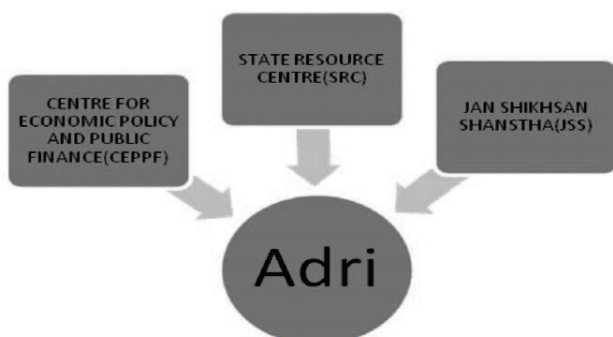 CENTRE FOR
ECONOMIC POLICY
AND PUBLIC
FINANCE(CEPPF)
STATE RESOURCE
CENTRE(SRC)
JAN SHIKHSAN
SHANSTHA(JSS)
Adri